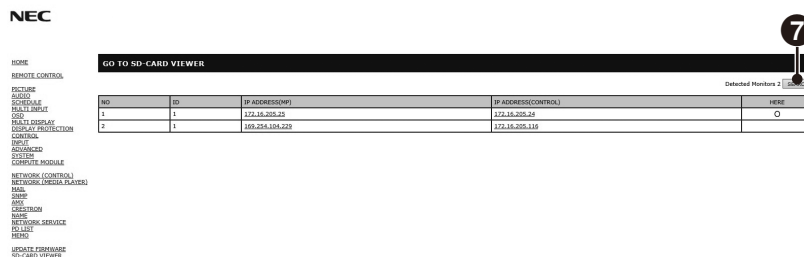 NEC
7
HOME
REMOTE CONTROL
PICTURE
AUDIO
SCHEDULE
MULTI INPUT
OSD
MULTI DISPLAY
DISPLAY PROTECTION
CONTROL
INPUT
ADVANCED
SYSTEM
COMPUTE MODULE
NETWORK (CONTROL)
NETWORK (MEDIA PLAYER)
MAIL
SNMP
AMX
CRESTRON
NAME
NETWORK SERVICE
PD LIST
MEMO
UPDATE FIRMWARE
SD-CARD VIEWER
GO TO SD-CARD VIEWER
Detected Monitors 2
NO ID IP ADDRESS(MP) IP ADDRESS(CONTROL) HERE
1 1 172.16.205.25 172.16.205.24 O
2 1 169.254.104.229 172.16.205.116